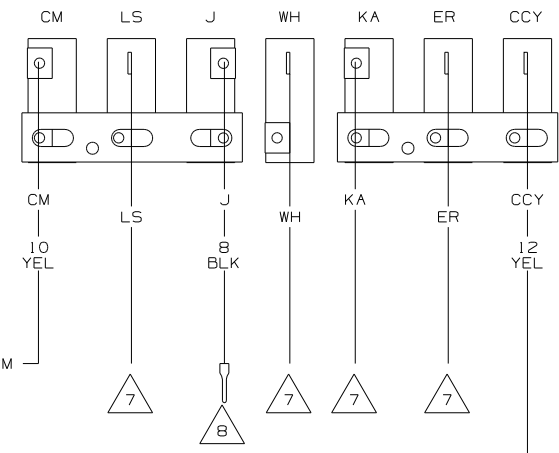 CM LS J WH KA ER CCY
CM J KA CCY
LS WH ER
10 8 12
YEL BLK YEL
M
7 7 7 7
8